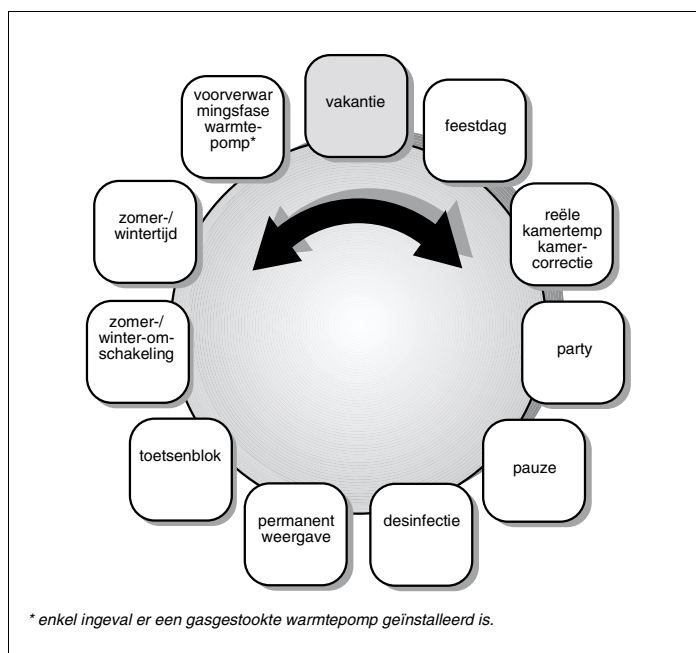 vakantie
feestdag
reële
kamertemp
kamer-
correctie
party
pauze
desinfectie
permanent
weergave
toetsenblok
zomer-/
winter-om-
schakeling
zomer-/
wintertijd
voorverwar
mingsfase
warmte-
pomp*
* enkel ingeval er een gasgestookte warmtepomp geïnstalleerd is.